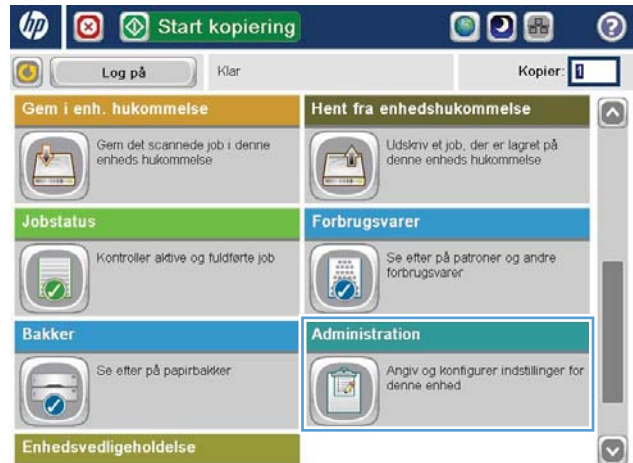 hp Start kopiering ?
Log på Klar Kopier: 1
Gem i enh. hukommelse
Gem det scannede job i denne
enheds hukommelse
Hent fra enhedshukommelse
Udskriv et job, der er lagret på
denne enheds hukommelse
Jobstatus
Kontroller aktive og fuldførte job
Forbrugsvarer
Se efter på patroner og andre
forbrugsvarer
Bakker
Se efter på papirbakker
Administration
Angiv og konfigurer indstillinger for
denne enhed
Enhedsvedligeholdelse